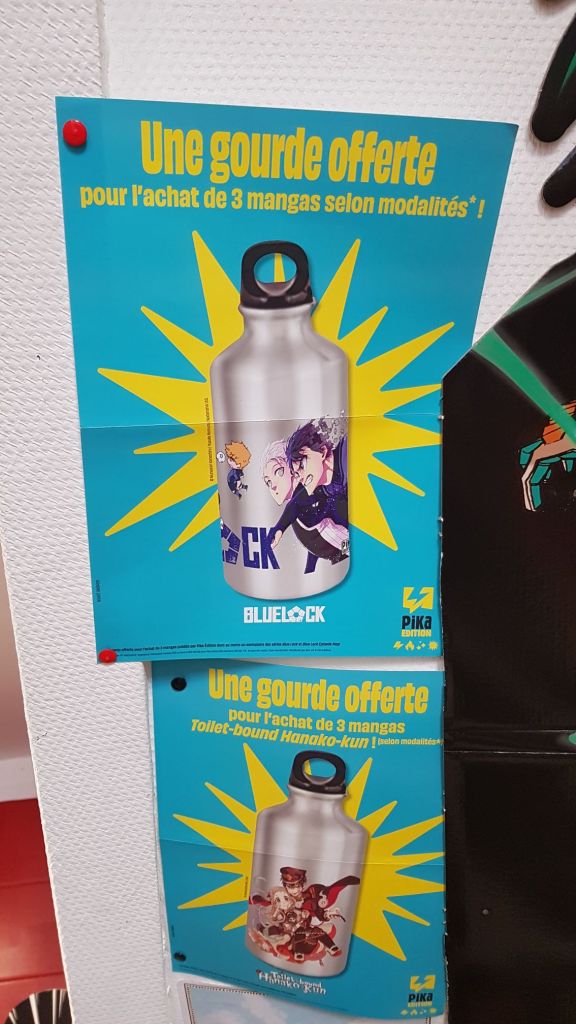 Une gourde offerte
pour l'achat de 3 mangas selon modalités* !
CK
BLUELOCK
Pika
EDITION
Une gourde offerte
pour l'achat de 3 mangas
Toilet-bound Hanako-kun ! (selon modalités*)
Toilet-bound
Hanako-Kun
Pika
EDITION